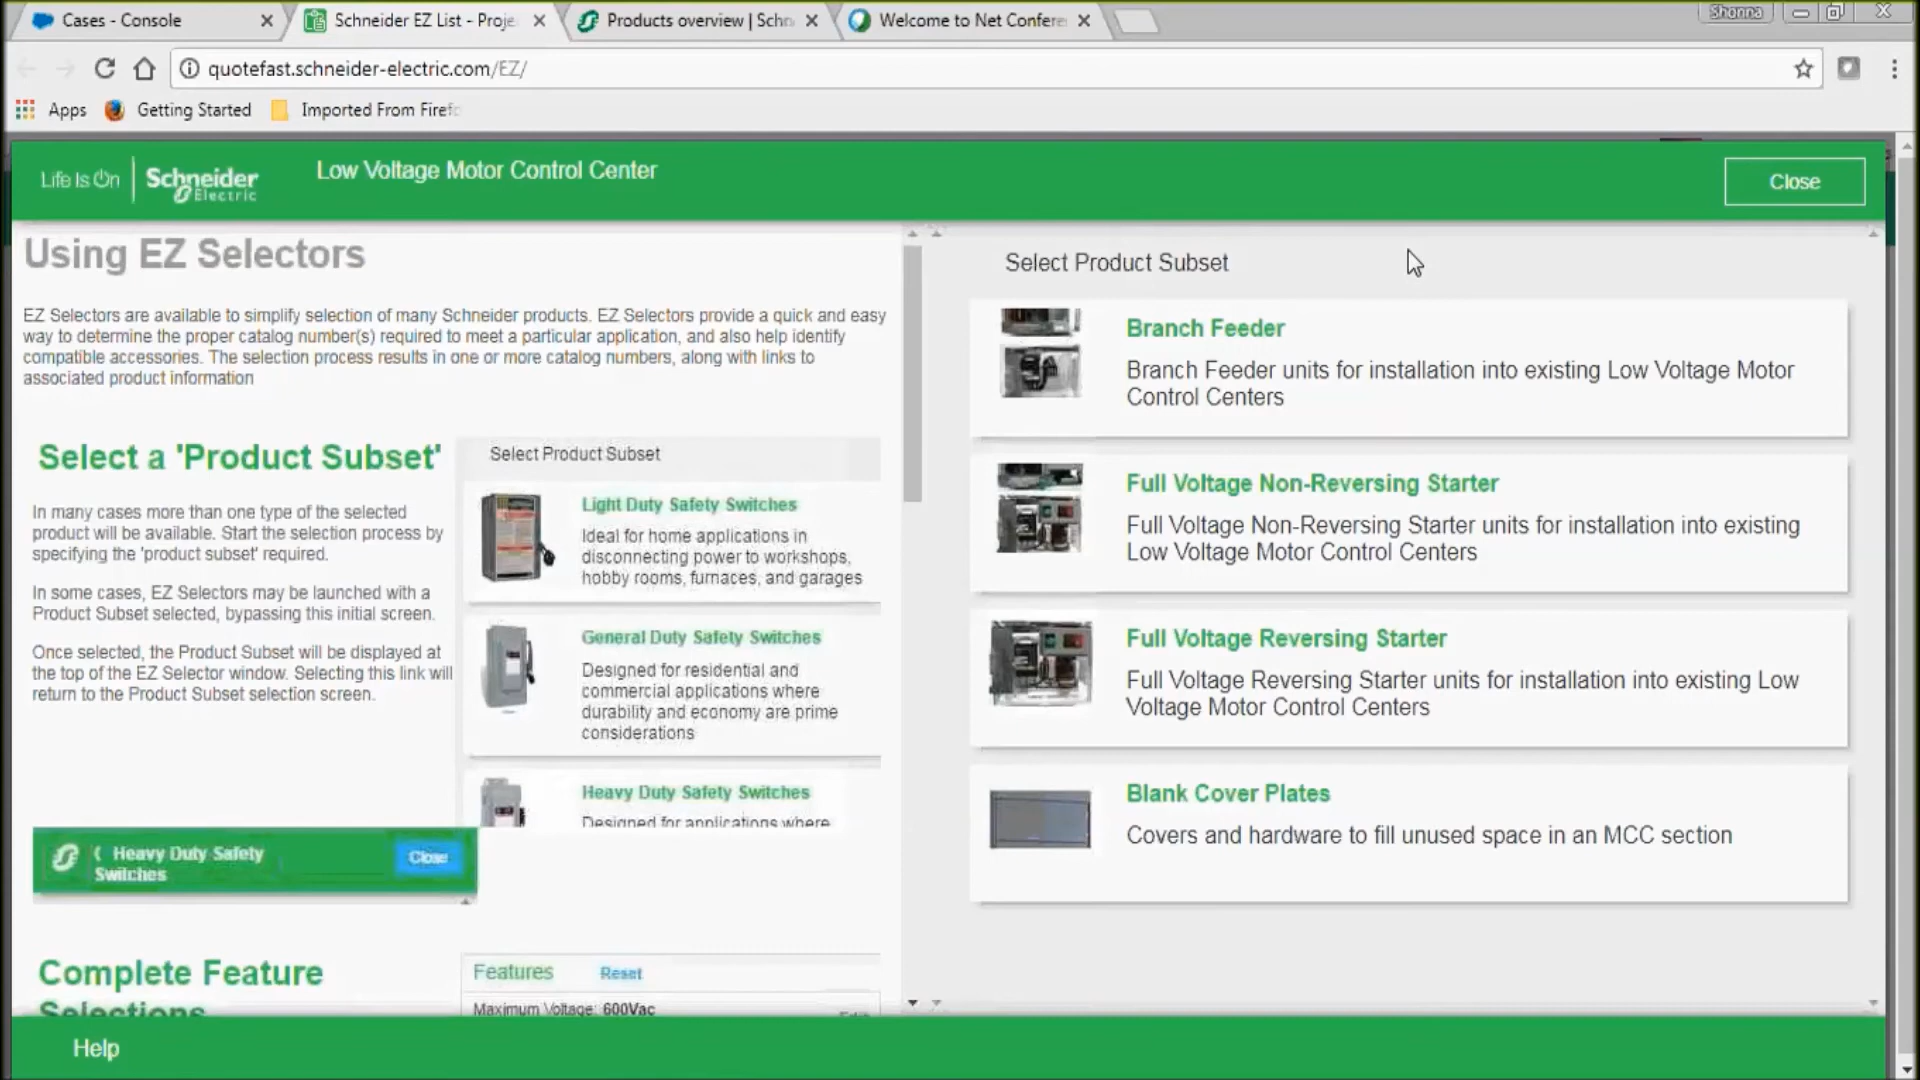 Cases - Console
Schneider EZ List - Proje
Products overview | Schn
Welcome to Net Confere
Shonna
quotefast.schneider-electric.com/EZ/
Apps
Getting Started
Imported From Firefo
Life Is On
Schneider
Electric
Low Voltage Motor Control Center
Close
Using EZ Selectors
EZ Selectors are available to simplify selection of many Schneider products. EZ Selectors provide a quick and easy
way to determine the proper catalog number(s) required to meet a particular application, and also help identify
compatible accessories. The selection process results in one or more catalog numbers, along with links to
associated product information
Select a 'Product Subset'
In many cases more than one type of the selected
product will be available. Start the selection process by
specifying the 'product subset' required.
In some cases, EZ Selectors may be launched with a
Product Subset selected, bypassing this initial screen.
Once selected, the Product Subset will be displayed at
the top of the EZ Selector window. Selecting this link will
return to the Product Subset selection screen.
Select Product Subset
Light Duty Safety Switches
Ideal for home applications in
disconnecting power to workshops,
hobby rooms, furnaces, and garages
General Duty Safety Switches
Designed for residential and
commercial applications where
durability and economy are prime
considerations
Heavy Duty Safety Switches
Designed for applications where
Heavy Duty Safety
Switches
Close
Complete Feature
Selections
Features
Reset
Maximum Voltage: 600Vac
Edit
Select Product Subset
Branch Feeder
Branch Feeder units for installation into existing Low Voltage Motor
Control Centers
Full Voltage Non-Reversing Starter
Full Voltage Non-Reversing Starter units for installation into existing
Low Voltage Motor Control Centers
Full Voltage Reversing Starter
Full Voltage Reversing Starter units for installation into existing Low
Voltage Motor Control Centers
Blank Cover Plates
Covers and hardware to fill unused space in an MCC section
Help